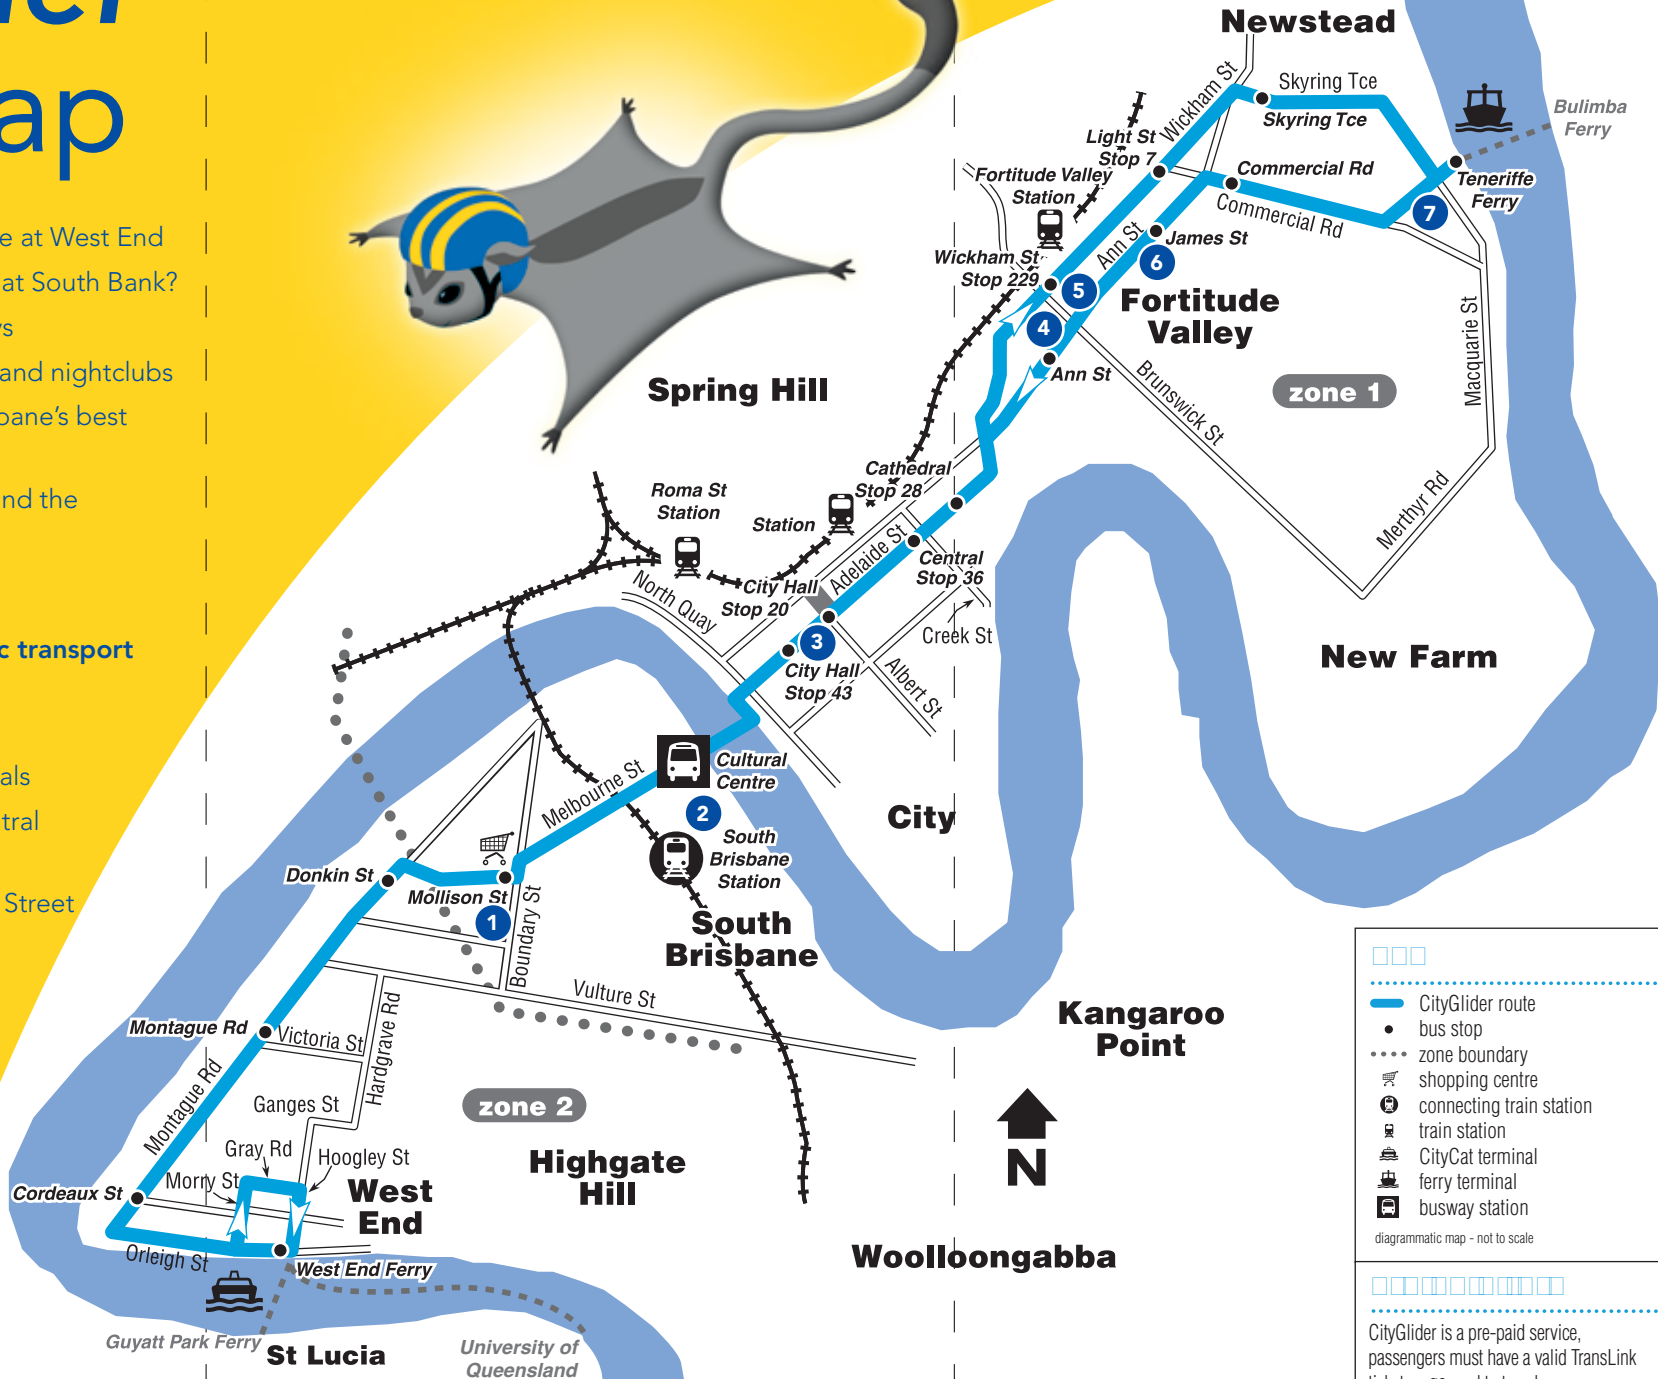 ap
e at West End
at South Bank?
and nightclubs
oane's best
nd the
c transport
als
tral
Street
Newstead
Wickham St
Skyring Tce
Skyring Tce
Bulimba
Ferry
Light St
Stop 7
Fortitude Valley
Station
Commercial Rd
Commercial Rd
Teneriffe
Ferry
7
Ann St
James St
6
Wickham St
Stop 229
5
Fortitude
Valley
4
Ann St
Brunswick St
zone 1
Macquarie St
Merthyr Rd
Spring Hill
Cathedral
Stop 28
Roma St
Station
Station
Adelaide St
Central
Stop 36
City Hall
Stop 20
North Quay
Creek St
3
City Hall
Stop 43
Albert St
New Farm
Cultural
Centre
Melbourne St
City
2
South
Brisbane
Station
Donkin St
Mollison St
1
Boundary St
South
Brisbane
Vulture St
Kangaroo
Point
Montague Rd
Victoria St
Hardgrave Rd
Montague Rd
Ganges St
zone 2
Gray Rd
Hoogley St
Morry St
Highgate
Hill
West
End
Cordeaux St
N
Orleigh St
West End Ferry
Woolloongabba
Guyatt Park Ferry
St Lucia
University of
Queensland
CityGlider route
bus stop
zone boundary
shopping centre
connecting train station
train station
CityCat terminal
ferry terminal
busway station
diagrammatic map - not to scale
CityGlider is a pre-paid service,
passengers must have a valid TransLink